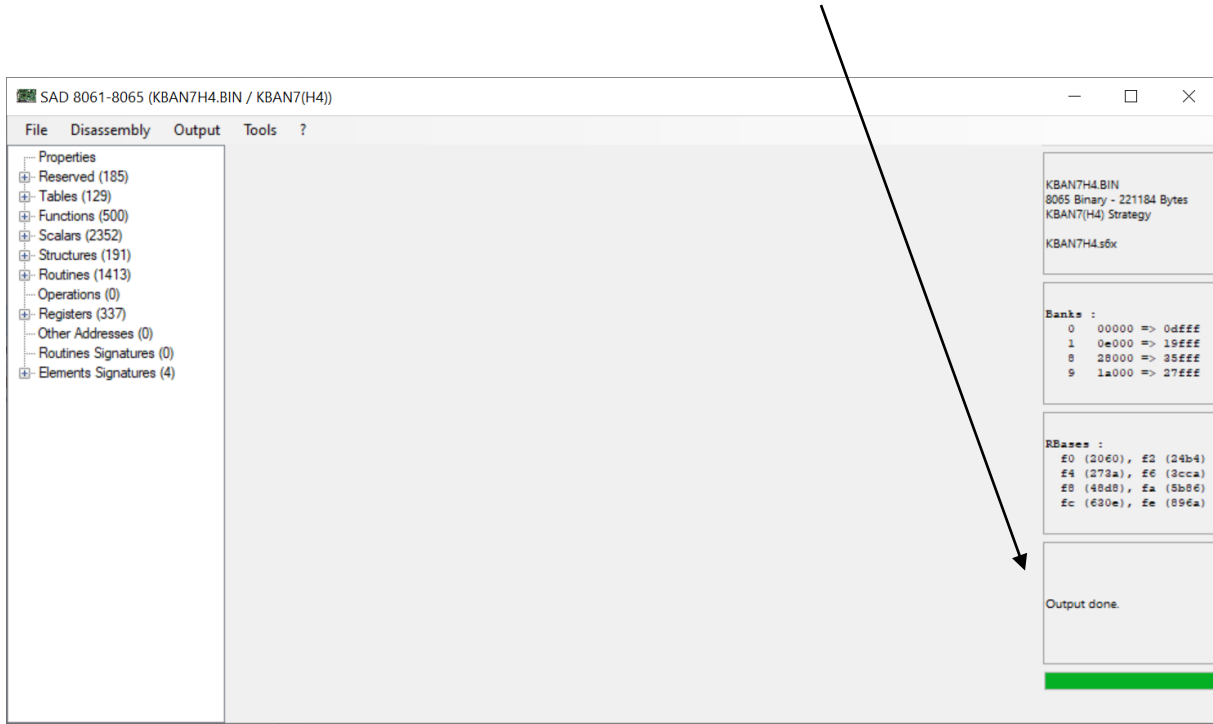 SAD 8061-8065 (KBAN7H4.BIN / KBAN7(H4))
File Disassembly Output Tools ?
Properties
Reserved (185)
Tables (129)
Functions (500)
Scalars (2352)
Structures (191)
Routines (1413)
Operations (0)
Registers (337)
Other Addresses (0)
Routines Signatures (0)
Elements Signatures (4)
KBAN7H4.BIN
8065 Binary - 221184 Bytes
KBAN7(H4) Strategy
KBAN7H4.s6x
Banks :
0 00000 => 0dfff
1 0e000 => 19fff
8 28000 => 35fff
9 1a000 => 27fff
RBases :
f0 (2060), f2 (24b4)
f4 (273a), f6 (3cca)
f8 (48d8), fa (5b86)
fc (630e), fe (896a)
Output done.